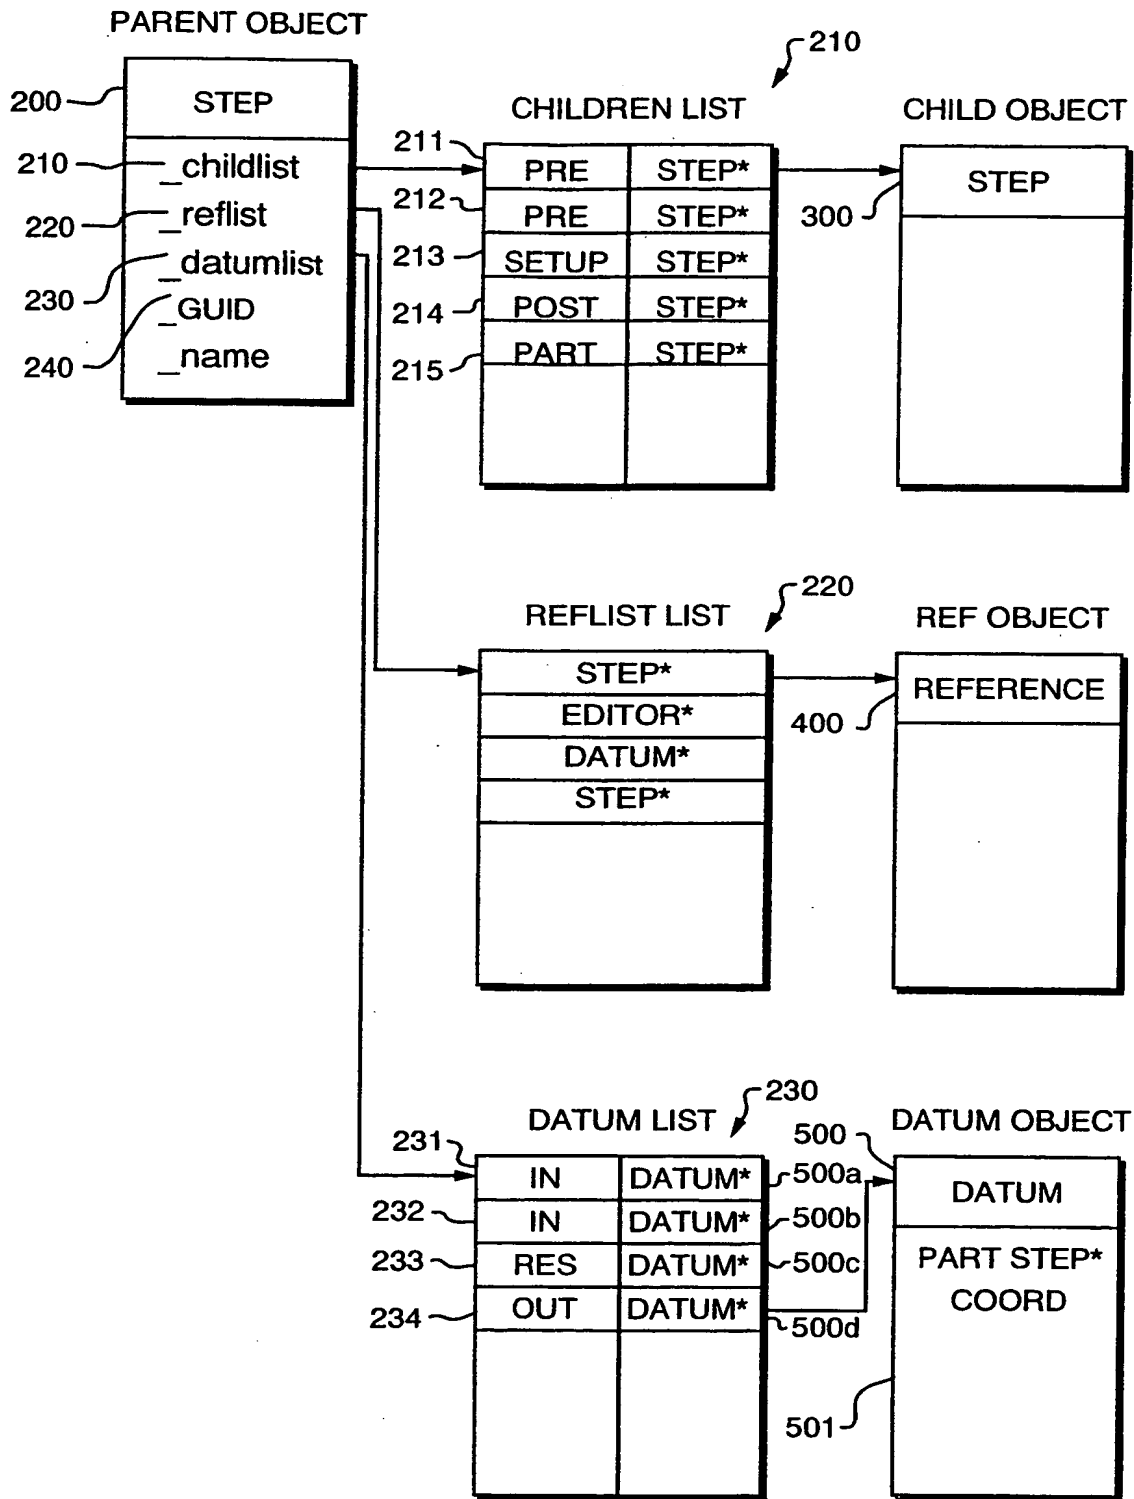 PARENT OBJECT
200
STEP
210
_childlist
220
_reflist
230
_datumlist
240
_GUID
_name
210
CHILDREN LIST
211
PRE STEP*
212
PRE STEP*
213
SETUP STEP*
214
POST STEP*
215
PART STEP*
CHILD OBJECT
300
STEP
220
REFLIST LIST
STEP*
EDITOR*
DATUM*
STEP*
REF OBJECT
400
REFERENCE
230
DATUM LIST
231
IN DATUM* 500a
232
IN DATUM* 500b
233
RES DATUM* 500c
234
OUT DATUM* 500d
DATUM OBJECT
500
DATUM
PART STEP*
COORD
501